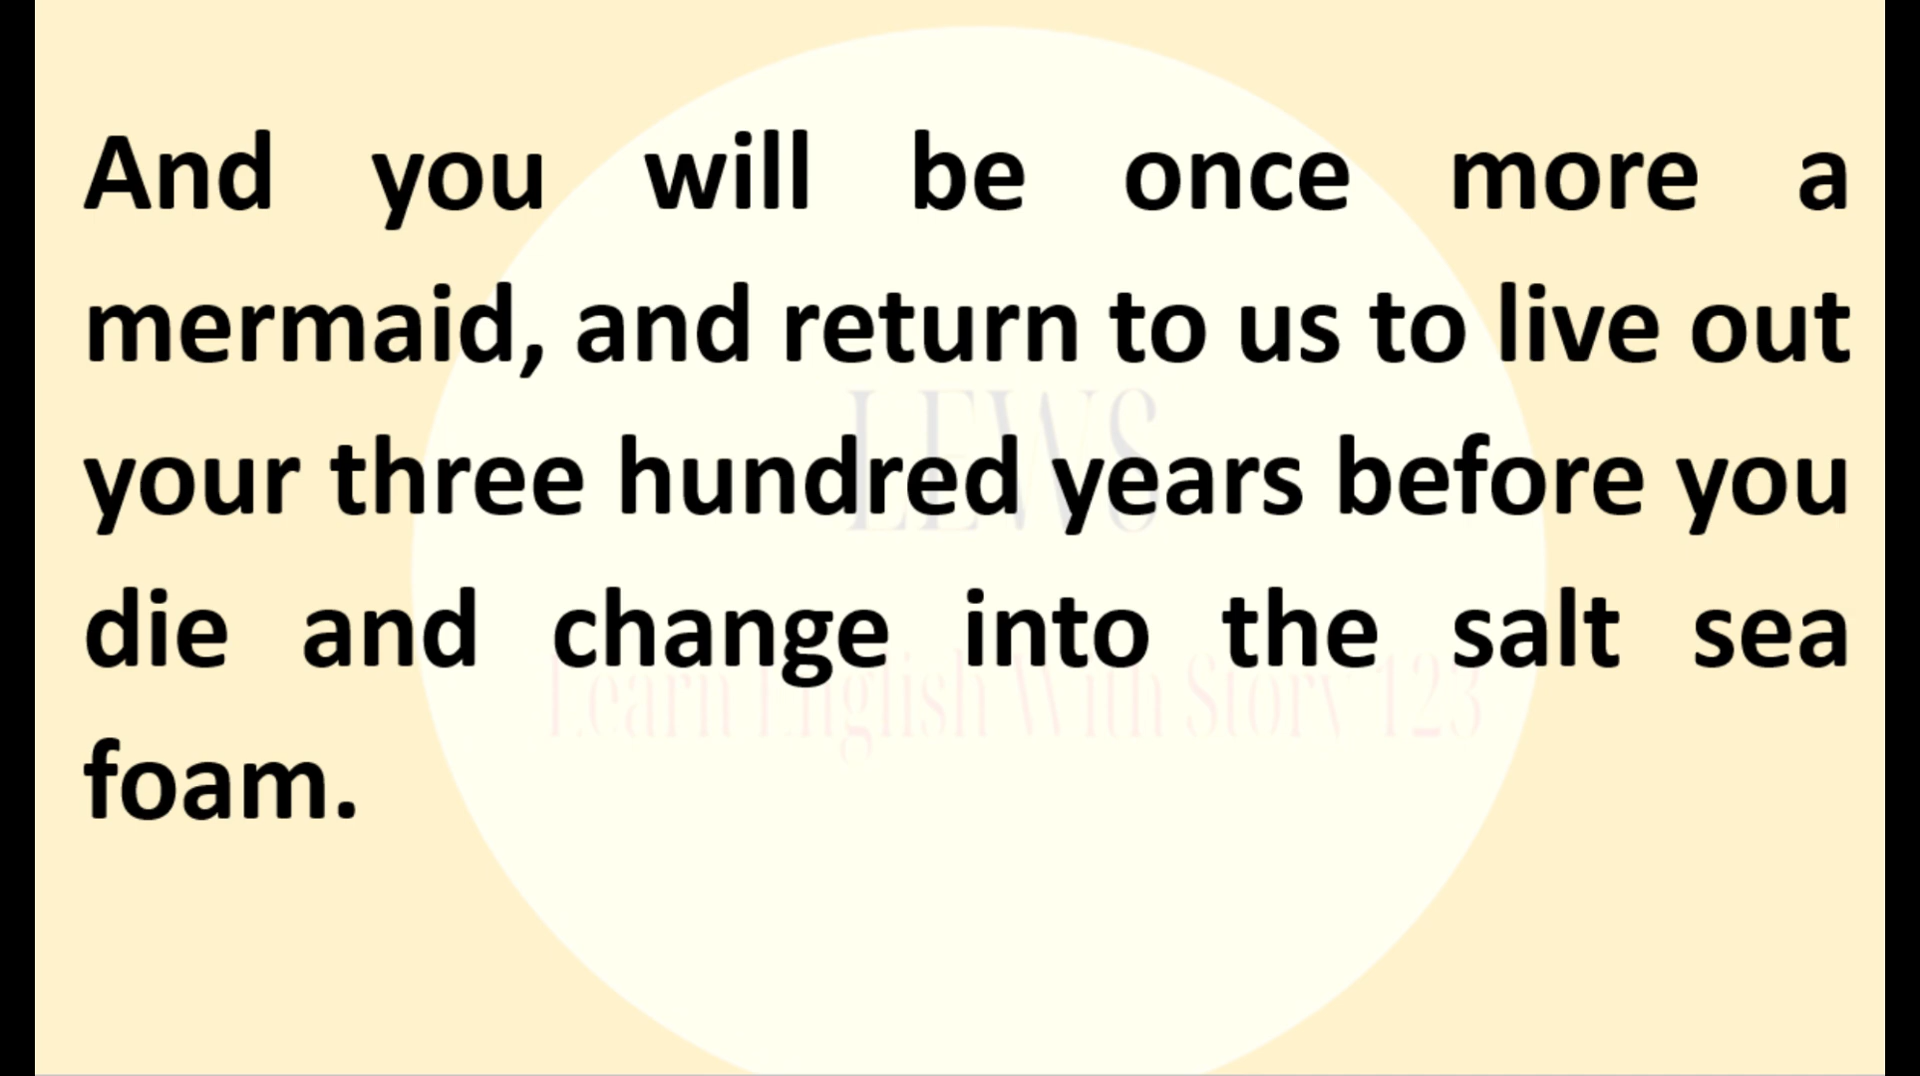 And you will be once more a
mermaid, and return to us to live out
your three hundred years before you
die and change into the salt sea
foam.
LEWS
Learn English With Story 123